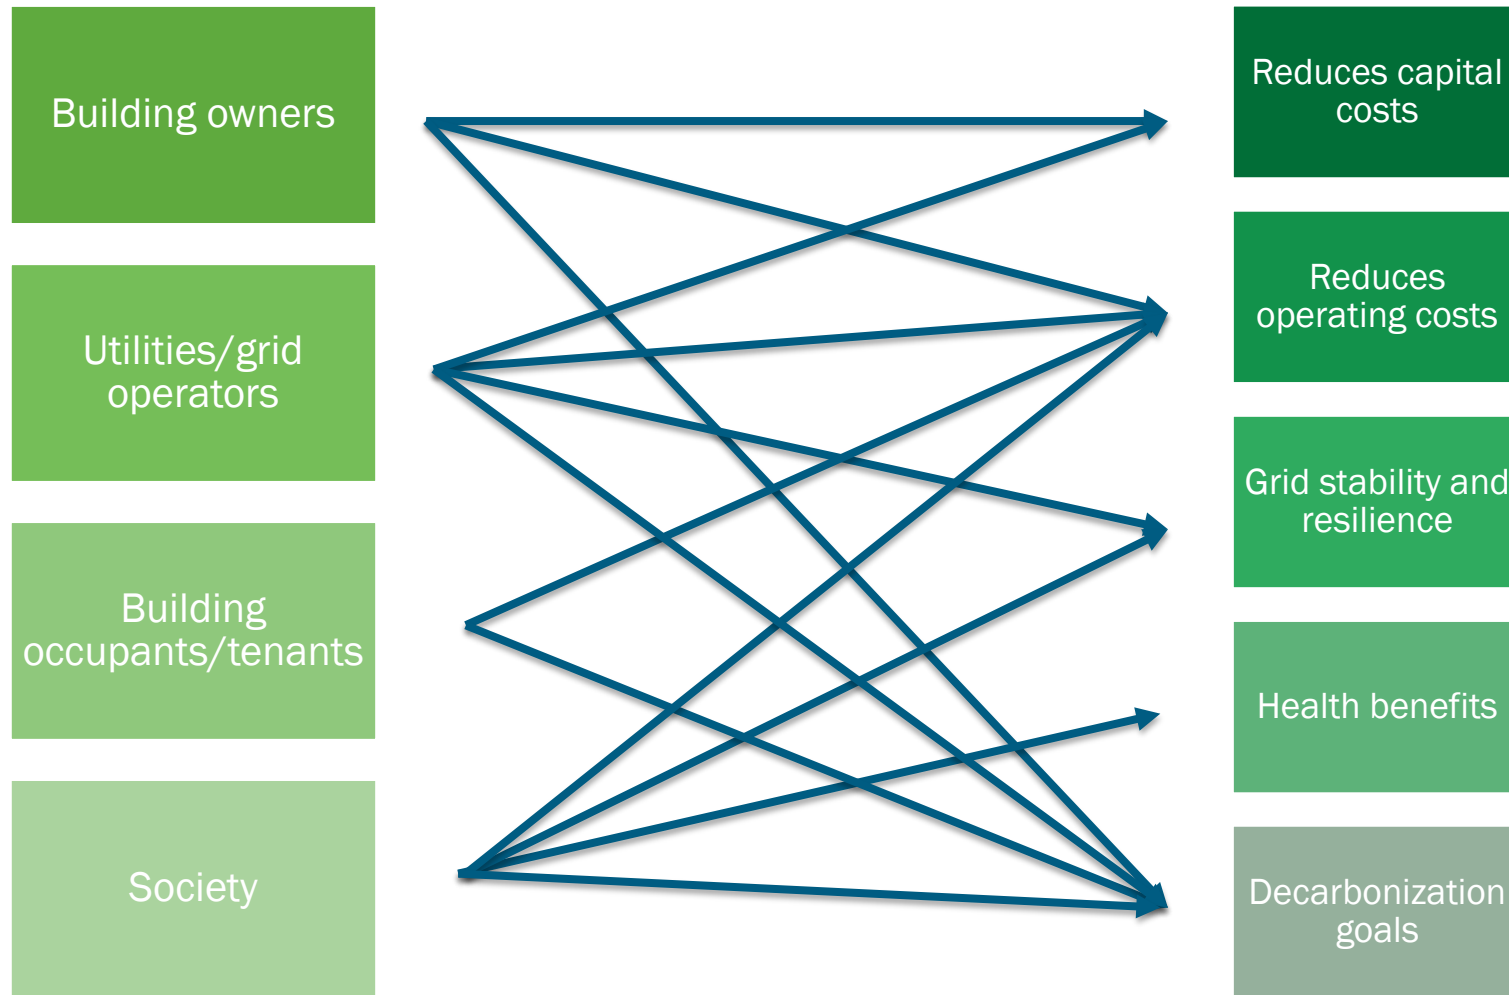 Building owners
Utilities/grid
operators
Building
occupants/tenants
Society
Reduces capital
costs
Reduces
operating costs
Grid stability and
resilience
Health benefits
Decarbonization
goals